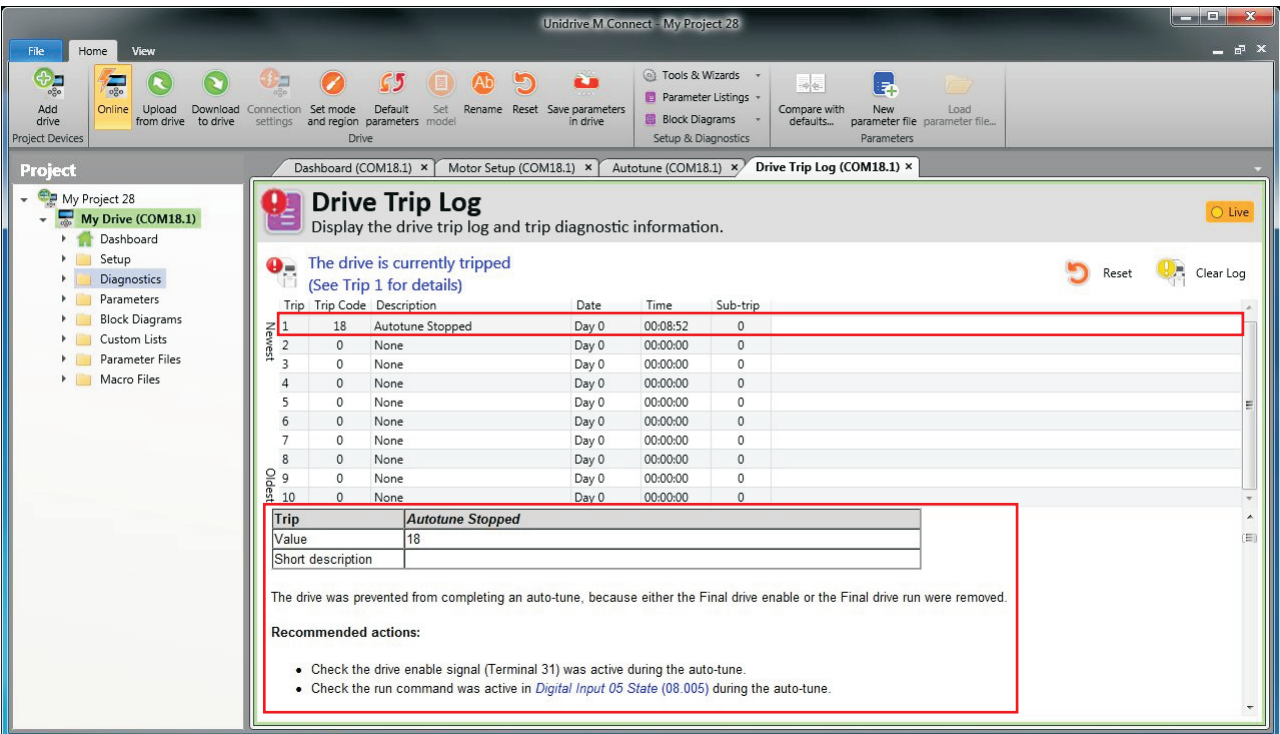 Unidrive M Connect - My Project 28
File Home View
Add drive
Online
Upload from drive
Download to drive
Connection settings
Set mode and region
Default parameters
Set model
Rename
Reset
Save parameters in drive
Tools & Wizards
Parameter Listings
Block Diagrams
Compare with defaults...
New parameter file
Load parameter file...
Project Devices
Drive
Setup & Diagnostics
Parameters
Project
My Project 28
My Drive (COM18.1)
Dashboard
Setup
Diagnostics
Parameters
Block Diagrams
Custom Lists
Parameter Files
Macro Files
Dashboard (COM18.1) × Motor Setup (COM18.1) × Autotune (COM18.1) × Drive Trip Log (COM18.1) ×
Drive Trip Log
Display the drive trip log and trip diagnostic information.
Live
The drive is currently tripped
(See Trip 1 for details)
Reset
Clear Log
Trip Trip Code Description Date Time Sub-trip
Newest
1 18 Autotune Stopped Day 0 00:08:52 0
2 0 None Day 0 00:00:00 0
3 0 None Day 0 00:00:00 0
4 0 None Day 0 00:00:00 0
5 0 None Day 0 00:00:00 0
6 0 None Day 0 00:00:00 0
7 0 None Day 0 00:00:00 0
8 0 None Day 0 00:00:00 0
9 0 None Day 0 00:00:00 0
10 0 None Day 0 00:00:00 0
Oldest
Trip Autotune Stopped
Value 18
Short description
The drive was prevented from completing an auto-tune, because either the Final drive enable or the Final drive run were removed.
Recommended actions:
• Check the drive enable signal (Terminal 31) was active during the auto-tune.
• Check the run command was active in Digital Input 05 State (08.005) during the auto-tune.